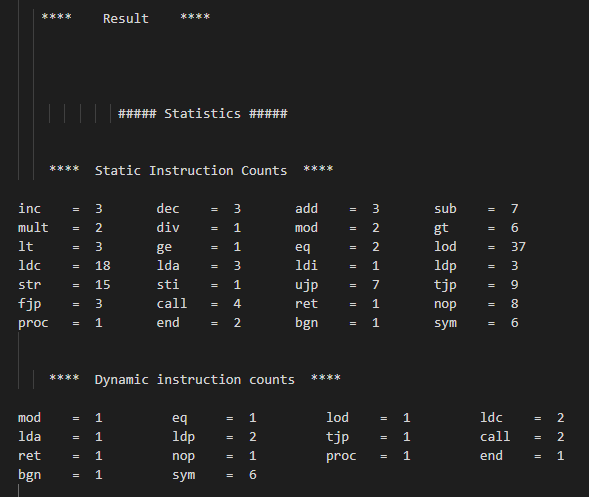 ****    Result    ****
##### Statistics #####
****  Static Instruction Counts  ****
inc    =  3       dec    =  3       add    =  3       sub    =  7
mult   =  2       div    =  1       mod    =  2       gt     =  6
lt     =  3       ge     =  1       eq     =  2       lod    =  37
ldc    =  18      lda    =  3       ldi    =  1       ldp    =  3
str    =  15      sti    =  1       ujp    =  7       tjp    =  9
fjp    =  3       call   =  4       ret    =  1       nop    =  8
proc   =  1       end    =  2       bgn    =  1       sym    =  6
****  Dynamic instruction counts  ****
mod    =  1         eq     =  1         lod    =  1         ldc    =  2
lda    =  1         ldp    =  2         tjp    =  1         call   =  2
ret    =  1         nop    =  1         proc   =  1         end    =  1
bgn    =  1         sym    =  6